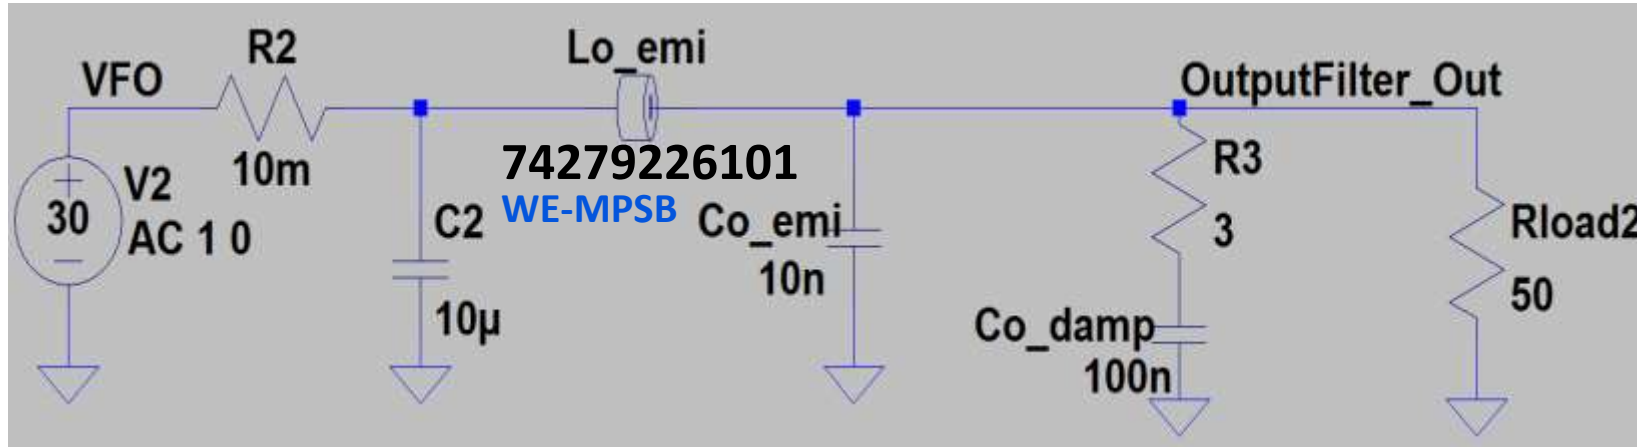 VFO
R2
10m
V2
30
AC 1 0
C2
10µ
Lo_emi
74279226101
WE-MPSB
Co_emi
10n
OutputFilter_Out
R3
3
Co_damp
100n
Rload2
50